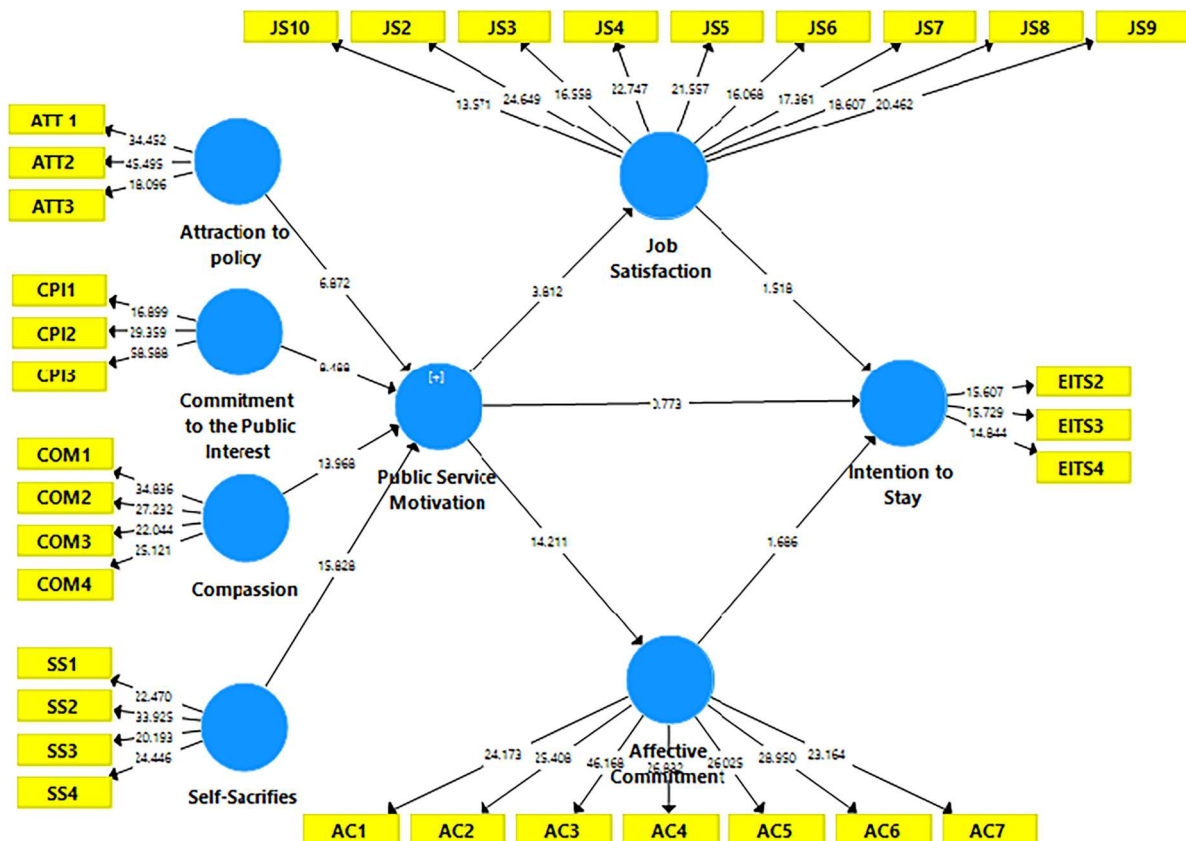 JS10 JS2 JS3 JS4 JS5 JS6 JS7 JS8 JS9
13.571 24.649 16.558 22.747 21.557 16.068 17.361 18.607 20.462
ATT 1
34.452
ATT2
45.495
ATT3
18.096
Attraction to
policy
Job
Satisfaction
6.872
3.812
1.518
CPI1
16.899
CPI2
29.359
CPI3
58.588
8.488
[+]
Commitment
to the Public
Interest
0.773
EITS2
15.607
EITS3
15.729
EITS4
14.844
Public Service
Motivation
Intention to
Stay
COM1
34.836
COM2
27.232
COM3
22.044
COM4
25.121
13.968
Compassion
15.828
14.211
1.686
SS1
22.470
SS2
33.925
SS3
20.193
SS4
24.446
Self-Sacrifies
Affective
Commitment
24.173 25.408 46.168 26.025 28.950 23.164
AC1 AC2 AC3 AC4 AC5 AC6 AC7